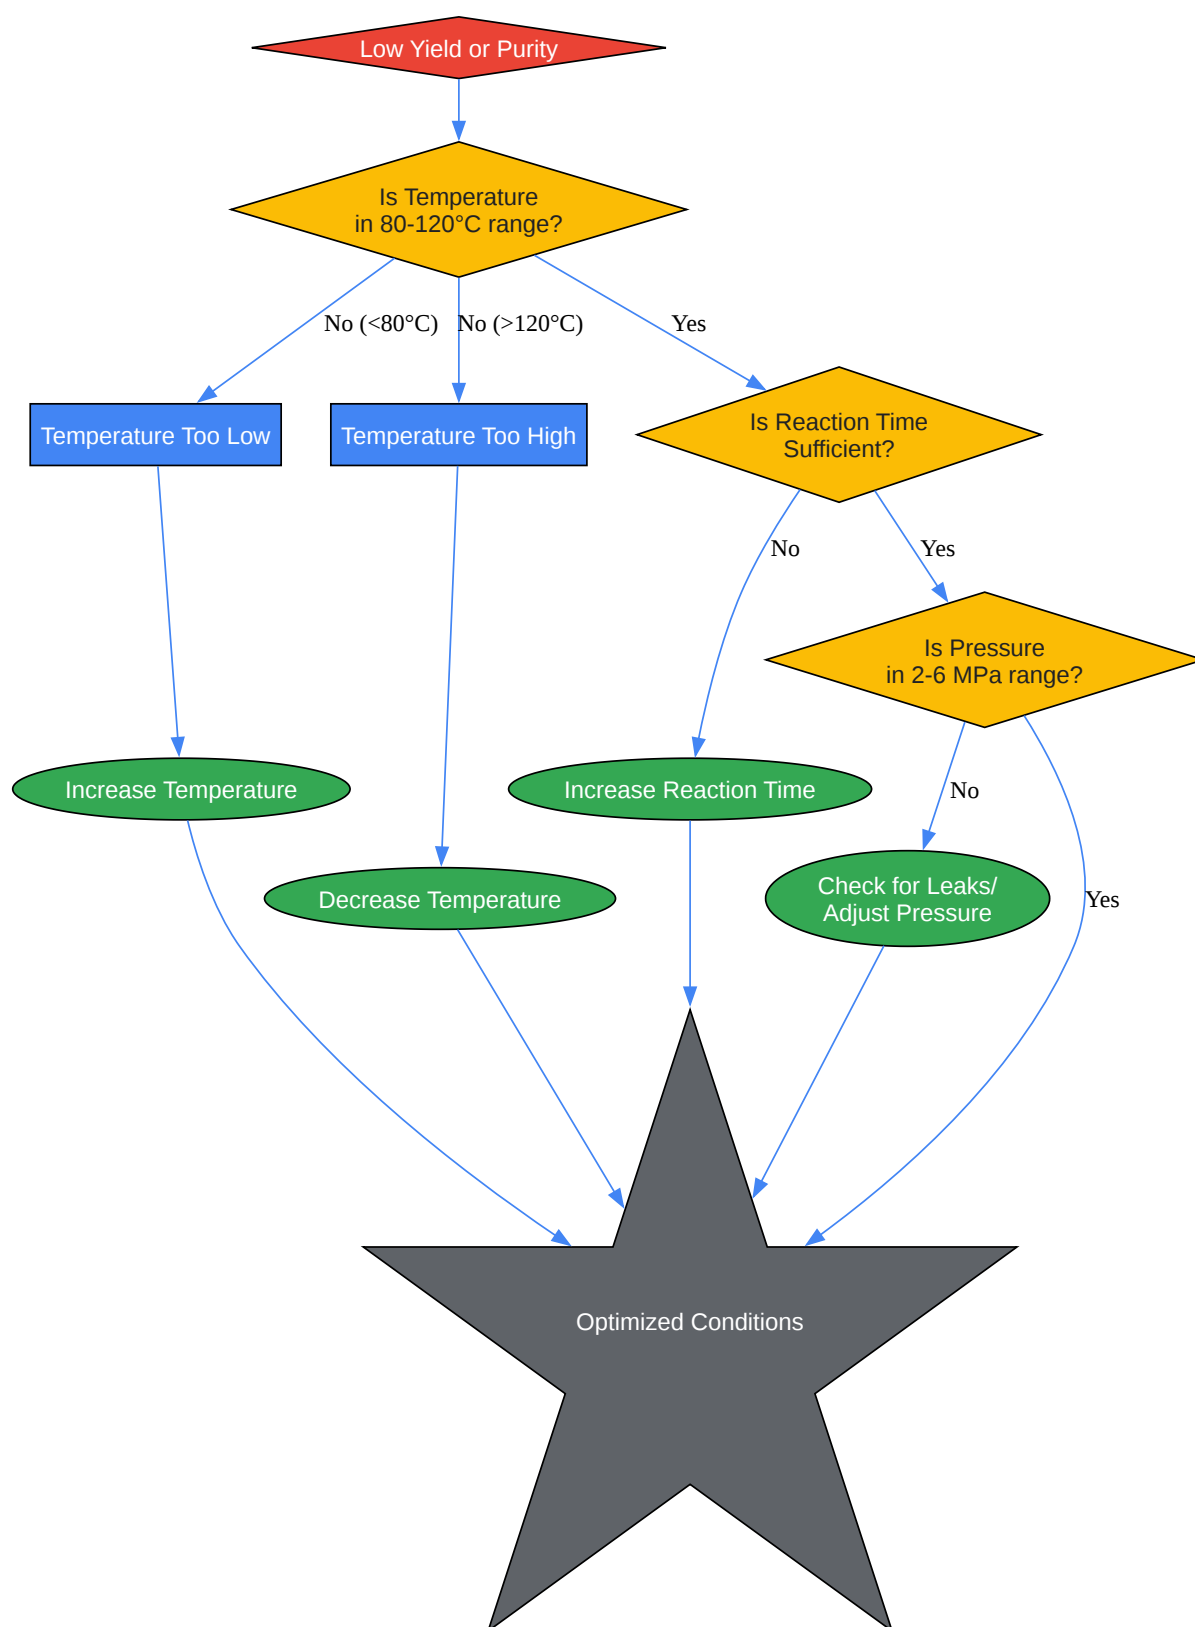 Low Yield or Purity
Is Temperature
in 80-120°C range?
No (<80°C)
No (>120°C)
Yes
Temperature Too Low
Temperature Too High
Is Reaction Time
Sufficient?
No
Yes
Is Pressure
in 2-6 MPa range?
Increase Temperature
Increase Reaction Time
No
Decrease Temperature
Check for Leaks/
Adjust Pressure
Yes
Optimized Conditions